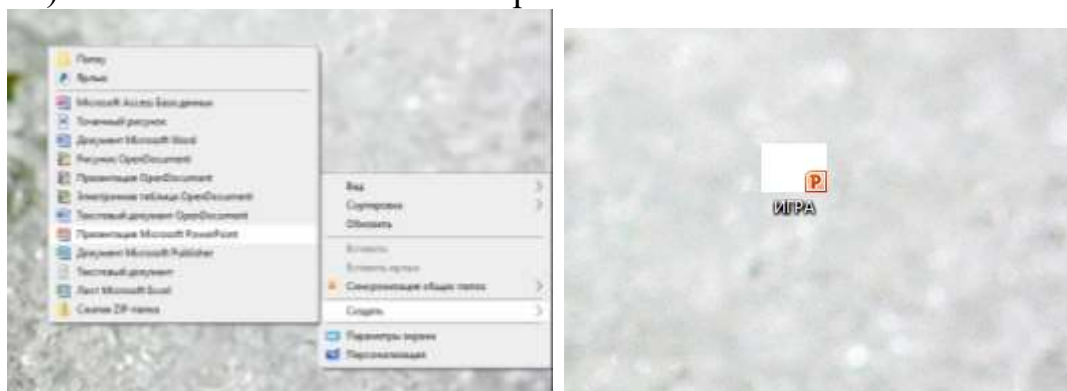 Папку
Ярлык
Microsoft Access База данных
Точечный рисунок
Документ Microsoft Word
Рисунок OpenDocument
Презентация OpenDocument
Электронная таблица OpenDocument
Текстовый документ OpenDocument
Презентация Microsoft PowerPoint
Документ Microsoft Publisher
Текстовый документ
Лист Microsoft Excel
Сжатая ZIP-папка
Вид
Сортировка
Обновить
Вставить
Вставить ярлык
Синхронизация общих папок
Создать
Параметры экрана
Персонализация
ИГРА